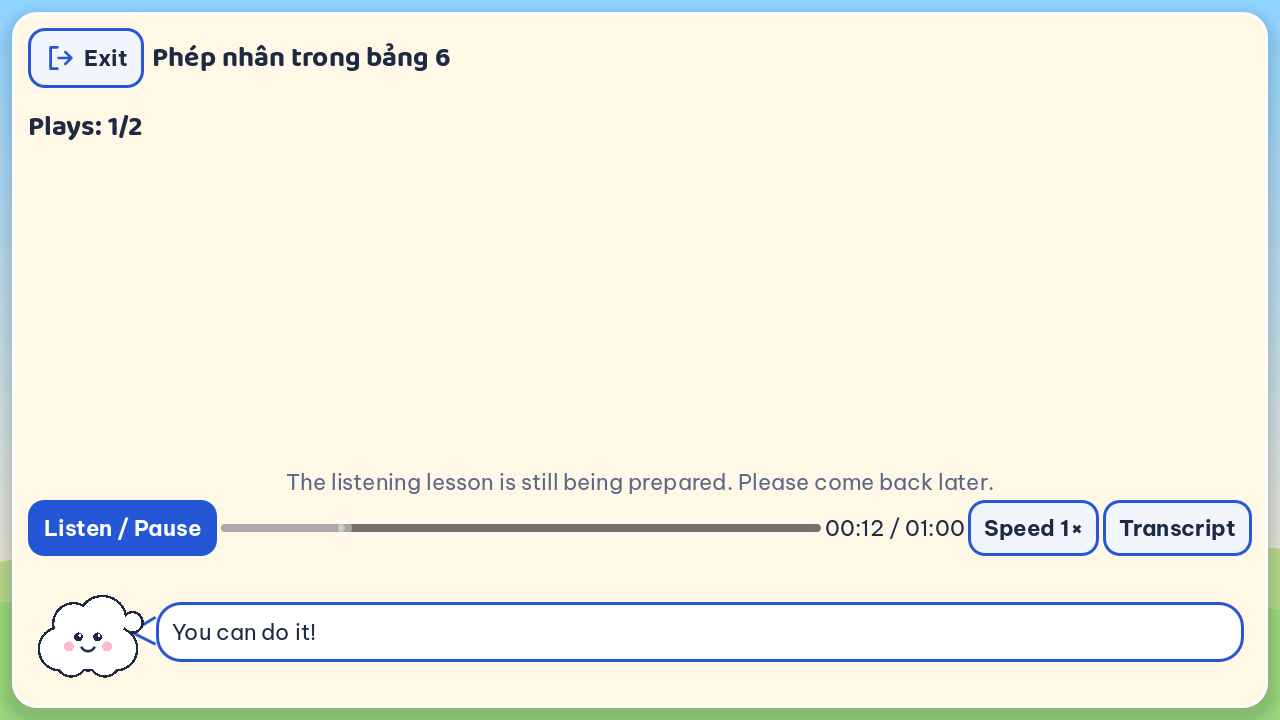 Exit
Phép nhân trong bảng 6
Plays: 1/2
The listening lesson is still being prepared. Please come back later.
Listen / Pause
00:12 / 01:00
Speed 1×
Transcript
You can do it!